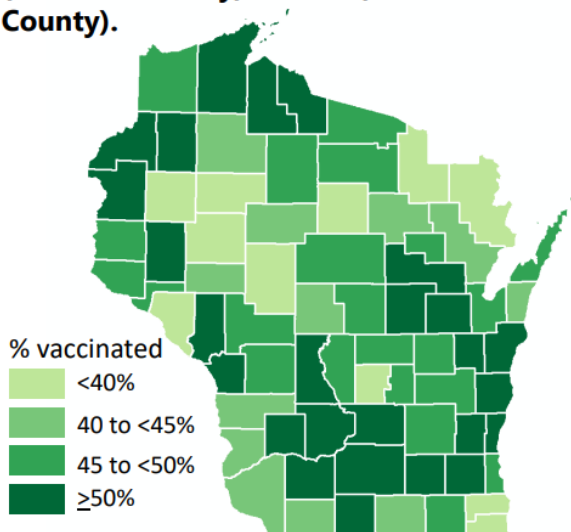 County).
% vaccinated
<40%
40 to <45%
45 to <50%
≥50%